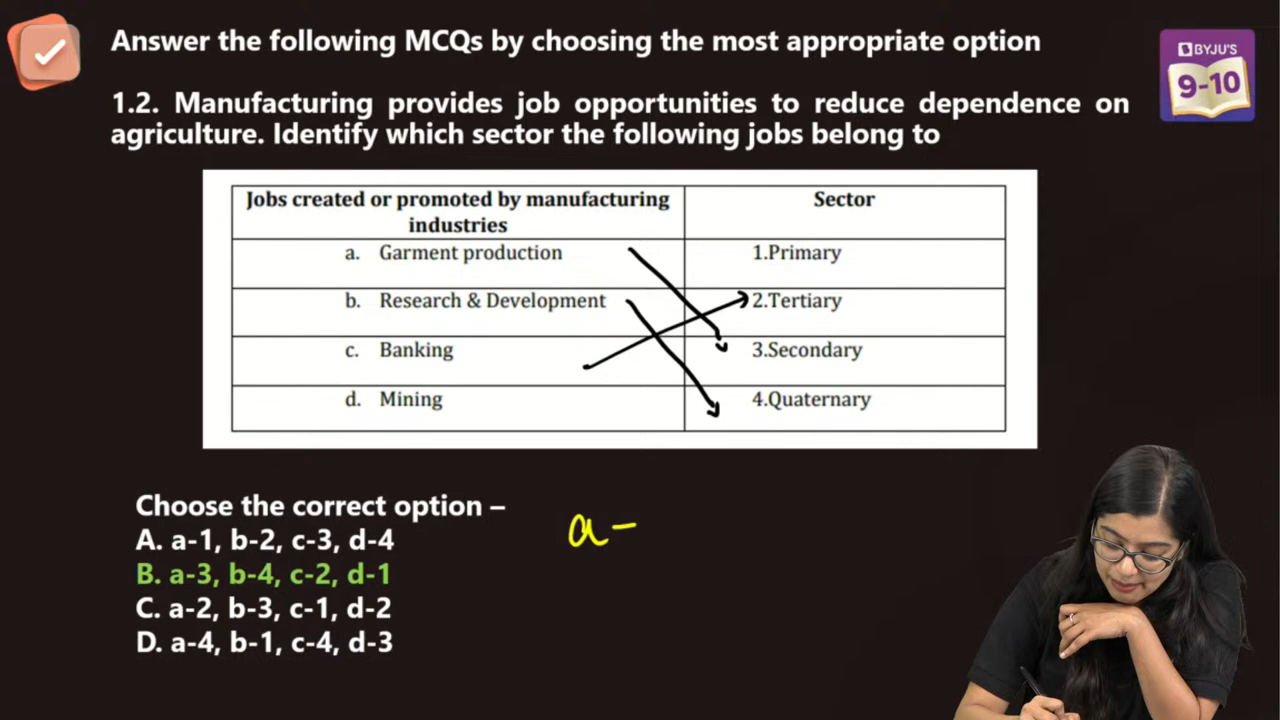 Answer the following MCQs by choosing the most appropriate option
BYJU'S
9-10
1.2. Manufacturing provides job opportunities to reduce dependence on
agriculture. Identify which sector the following jobs belong to
Jobs created or promoted by manufacturing
industries
Sector
a. Garment production
1.Primary
b. Research & Development
2.Tertiary
c. Banking
3.Secondary
d. Mining
4.Quaternary
Choose the correct option –
A. a-1, b-2, c-3, d-4
B. a-3, b-4, c-2, d-1
C. a-2, b-3, c-1, d-2
D. a-4, b-1, c-4, d-3
a-